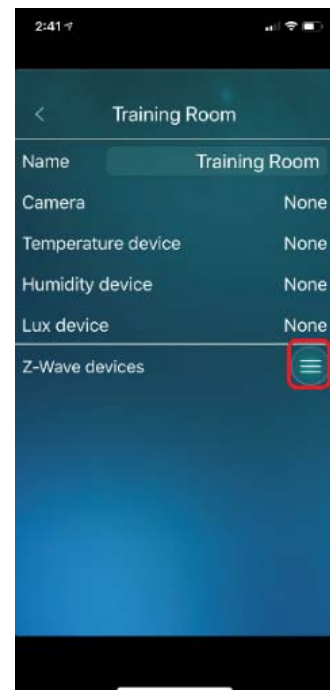 2:41
Training Room
Name Training Room
Camera None
Temperature device None
Humidity device None
Lux device None
Z-Wave devices